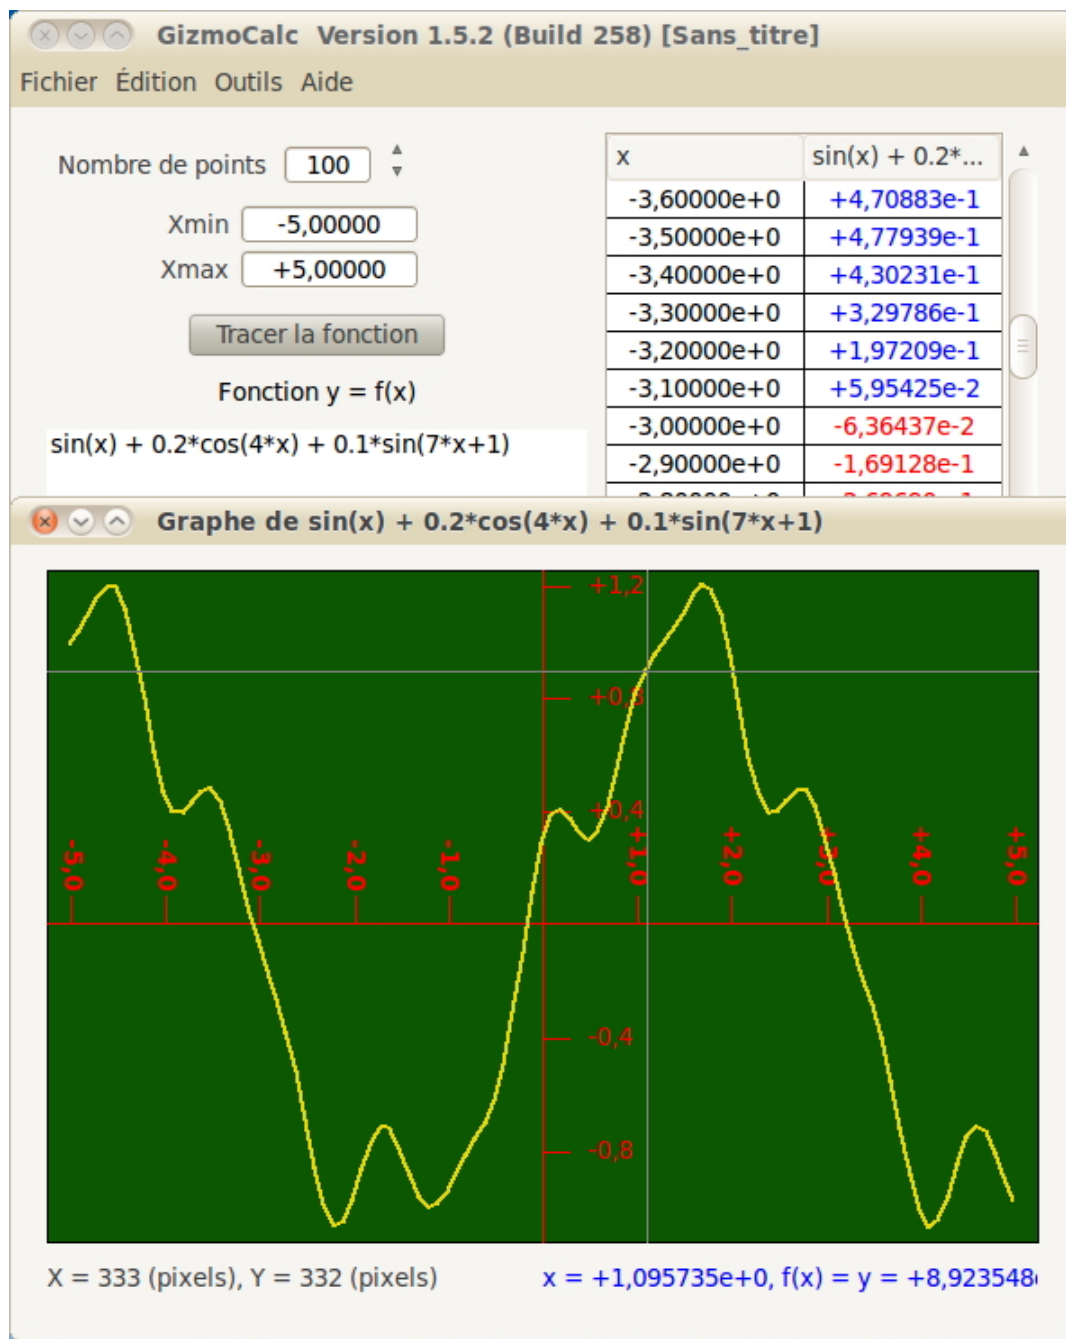 GizmoCalc Version 1.5.2 (Build 258) [Sans_titre]
Fichier Édition Outils Aide
Nombre de points 100
Xmin -5,00000
Xmax +5,00000
Tracer la fonction
Fonction y = f(x)
sin(x) + 0.2*cos(4*x) + 0.1*sin(7*x+1)
x sin(x) + 0.2*...
-3,60000e+0 +4,70883e-1
-3,50000e+0 +4,77939e-1
-3,40000e+0 +4,30231e-1
-3,30000e+0 +3,29786e-1
-3,20000e+0 +1,97209e-1
-3,10000e+0 +5,95425e-2
-3,00000e+0 -6,36437e-2
-2,90000e+0 -1,69128e-1
Graphe de sin(x) + 0.2*cos(4*x) + 0.1*sin(7*x+1)
+1,2
+0,8
+0,4
-5,0 -4,0 -3,0 -2,0 -1,0 +1,0 +2,0 +3,0 +4,0 +5,0
-0,4
-0,8
X = 333 (pixels), Y = 332 (pixels)
x = +1,095735e+0, f(x) = y = +8,923548